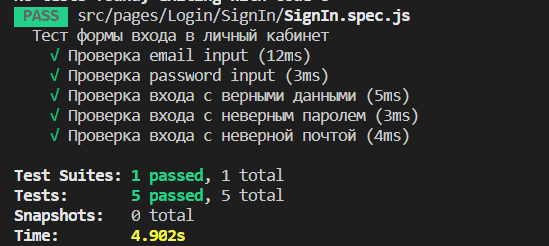 PASS src/pages/Login/SignIn/SignIn.spec.js
Тест формы входа в личный кабинет
√ Проверка email input (12ms)
√ Проверка password input (3ms)
√ Проверка входа с верными данными (5ms)
√ Проверка входа с неверным паролем (3ms)
√ Проверка входа с неверной почтой (4ms)
Test Suites: 1 passed, 1 total
Tests: 5 passed, 5 total
Snapshots: 0 total
Time: 4.902s